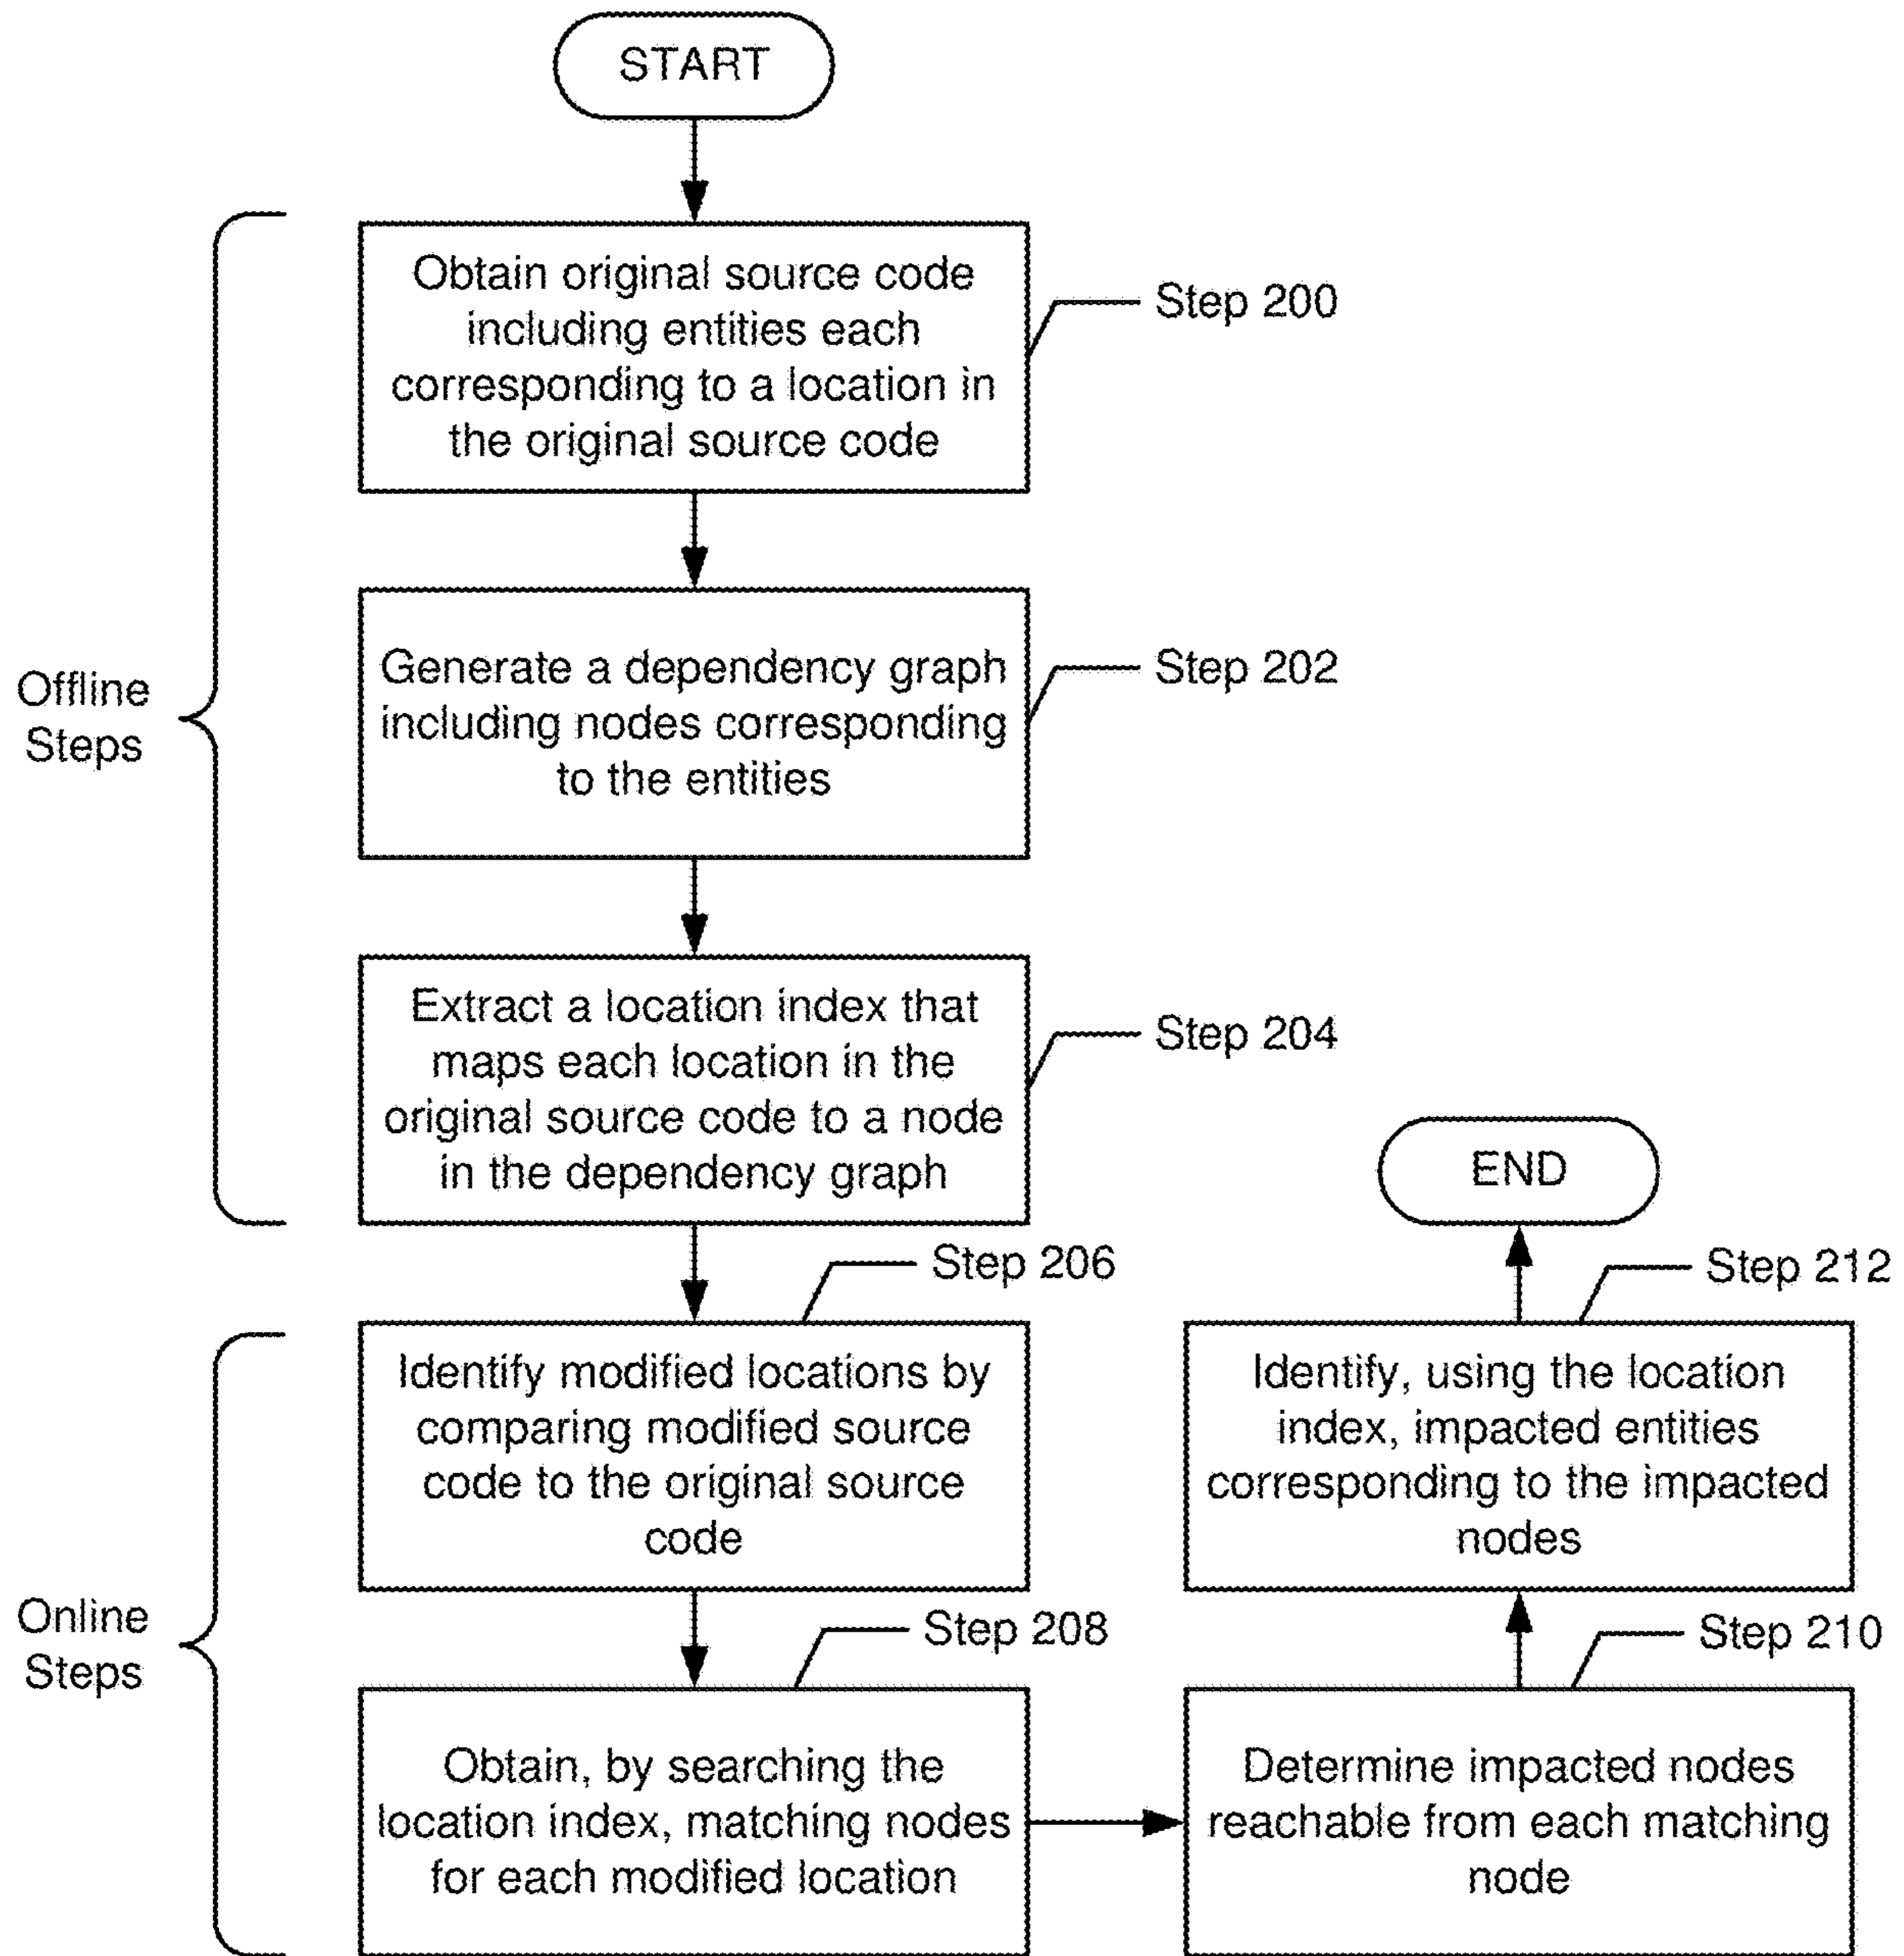 START
Obtain original source code
including entities each
corresponding to a location in
the original source code
Step 200
Offline
Steps
Generate a dependency graph
including nodes corresponding
to the entities
Step 202
Extract a location index that
maps each location in the
original source code to a node
in the dependency graph
Step 204
Step 206
Online
Steps
Identify modified locations by
comparing modified source
code to the original source
code
Step 208
Obtain, by searching the
location index, matching nodes
for each modified location
Step 210
Determine impacted nodes
reachable from each matching
node
Step 212
Identify, using the location
index, impacted entities
corresponding to the impacted
nodes
END